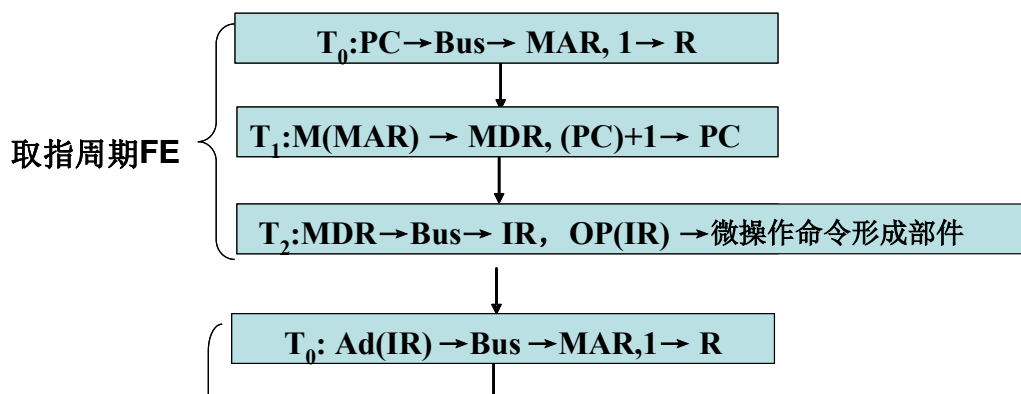 T0:PC→Bus→ MAR, 1→ R
T1:M(MAR) → MDR, (PC)+1→ PC
取指周期FE
T2:MDR→Bus→ IR，OP(IR) →微操作命令形成部件
T0: Ad(IR) →Bus →MAR,1→ R